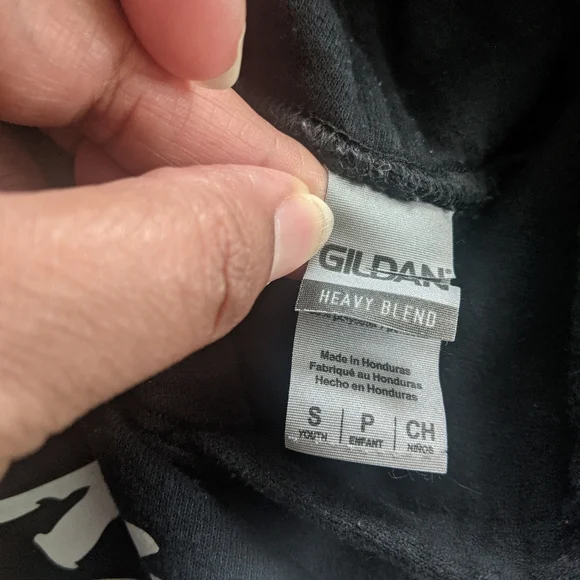 GILDAN®
HEAVY BLEND
Made in Honduras
Fabriqué au Honduras
Hecho en Honduras
S | P | CH
YOUTH | ENFANT | NIÑOS